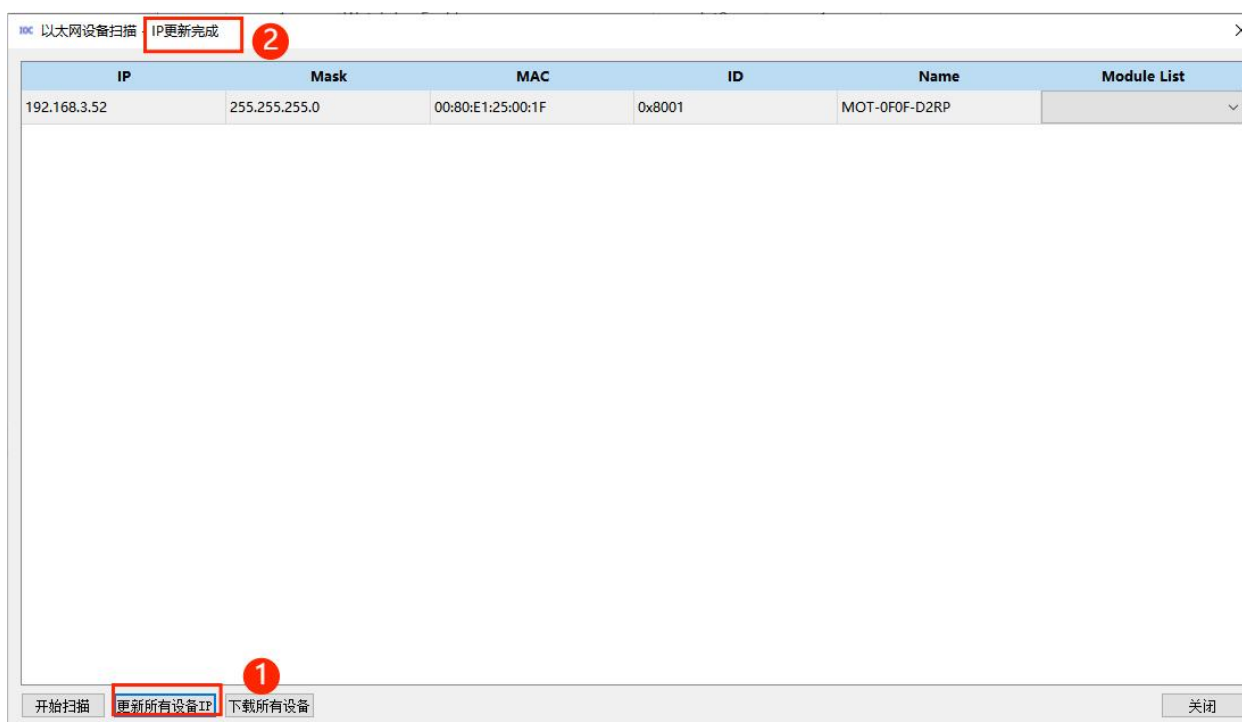 IOC 以太网设备扫描 - IP更新完成
2
IP Mask MAC ID Name Module List
192.168.3.52 255.255.255.0 00:80:E1:25:00:1F 0x8001 MOT-0F0F-D2RP
1
开始扫描 更新所有设备IP 下载所有设备 关闭